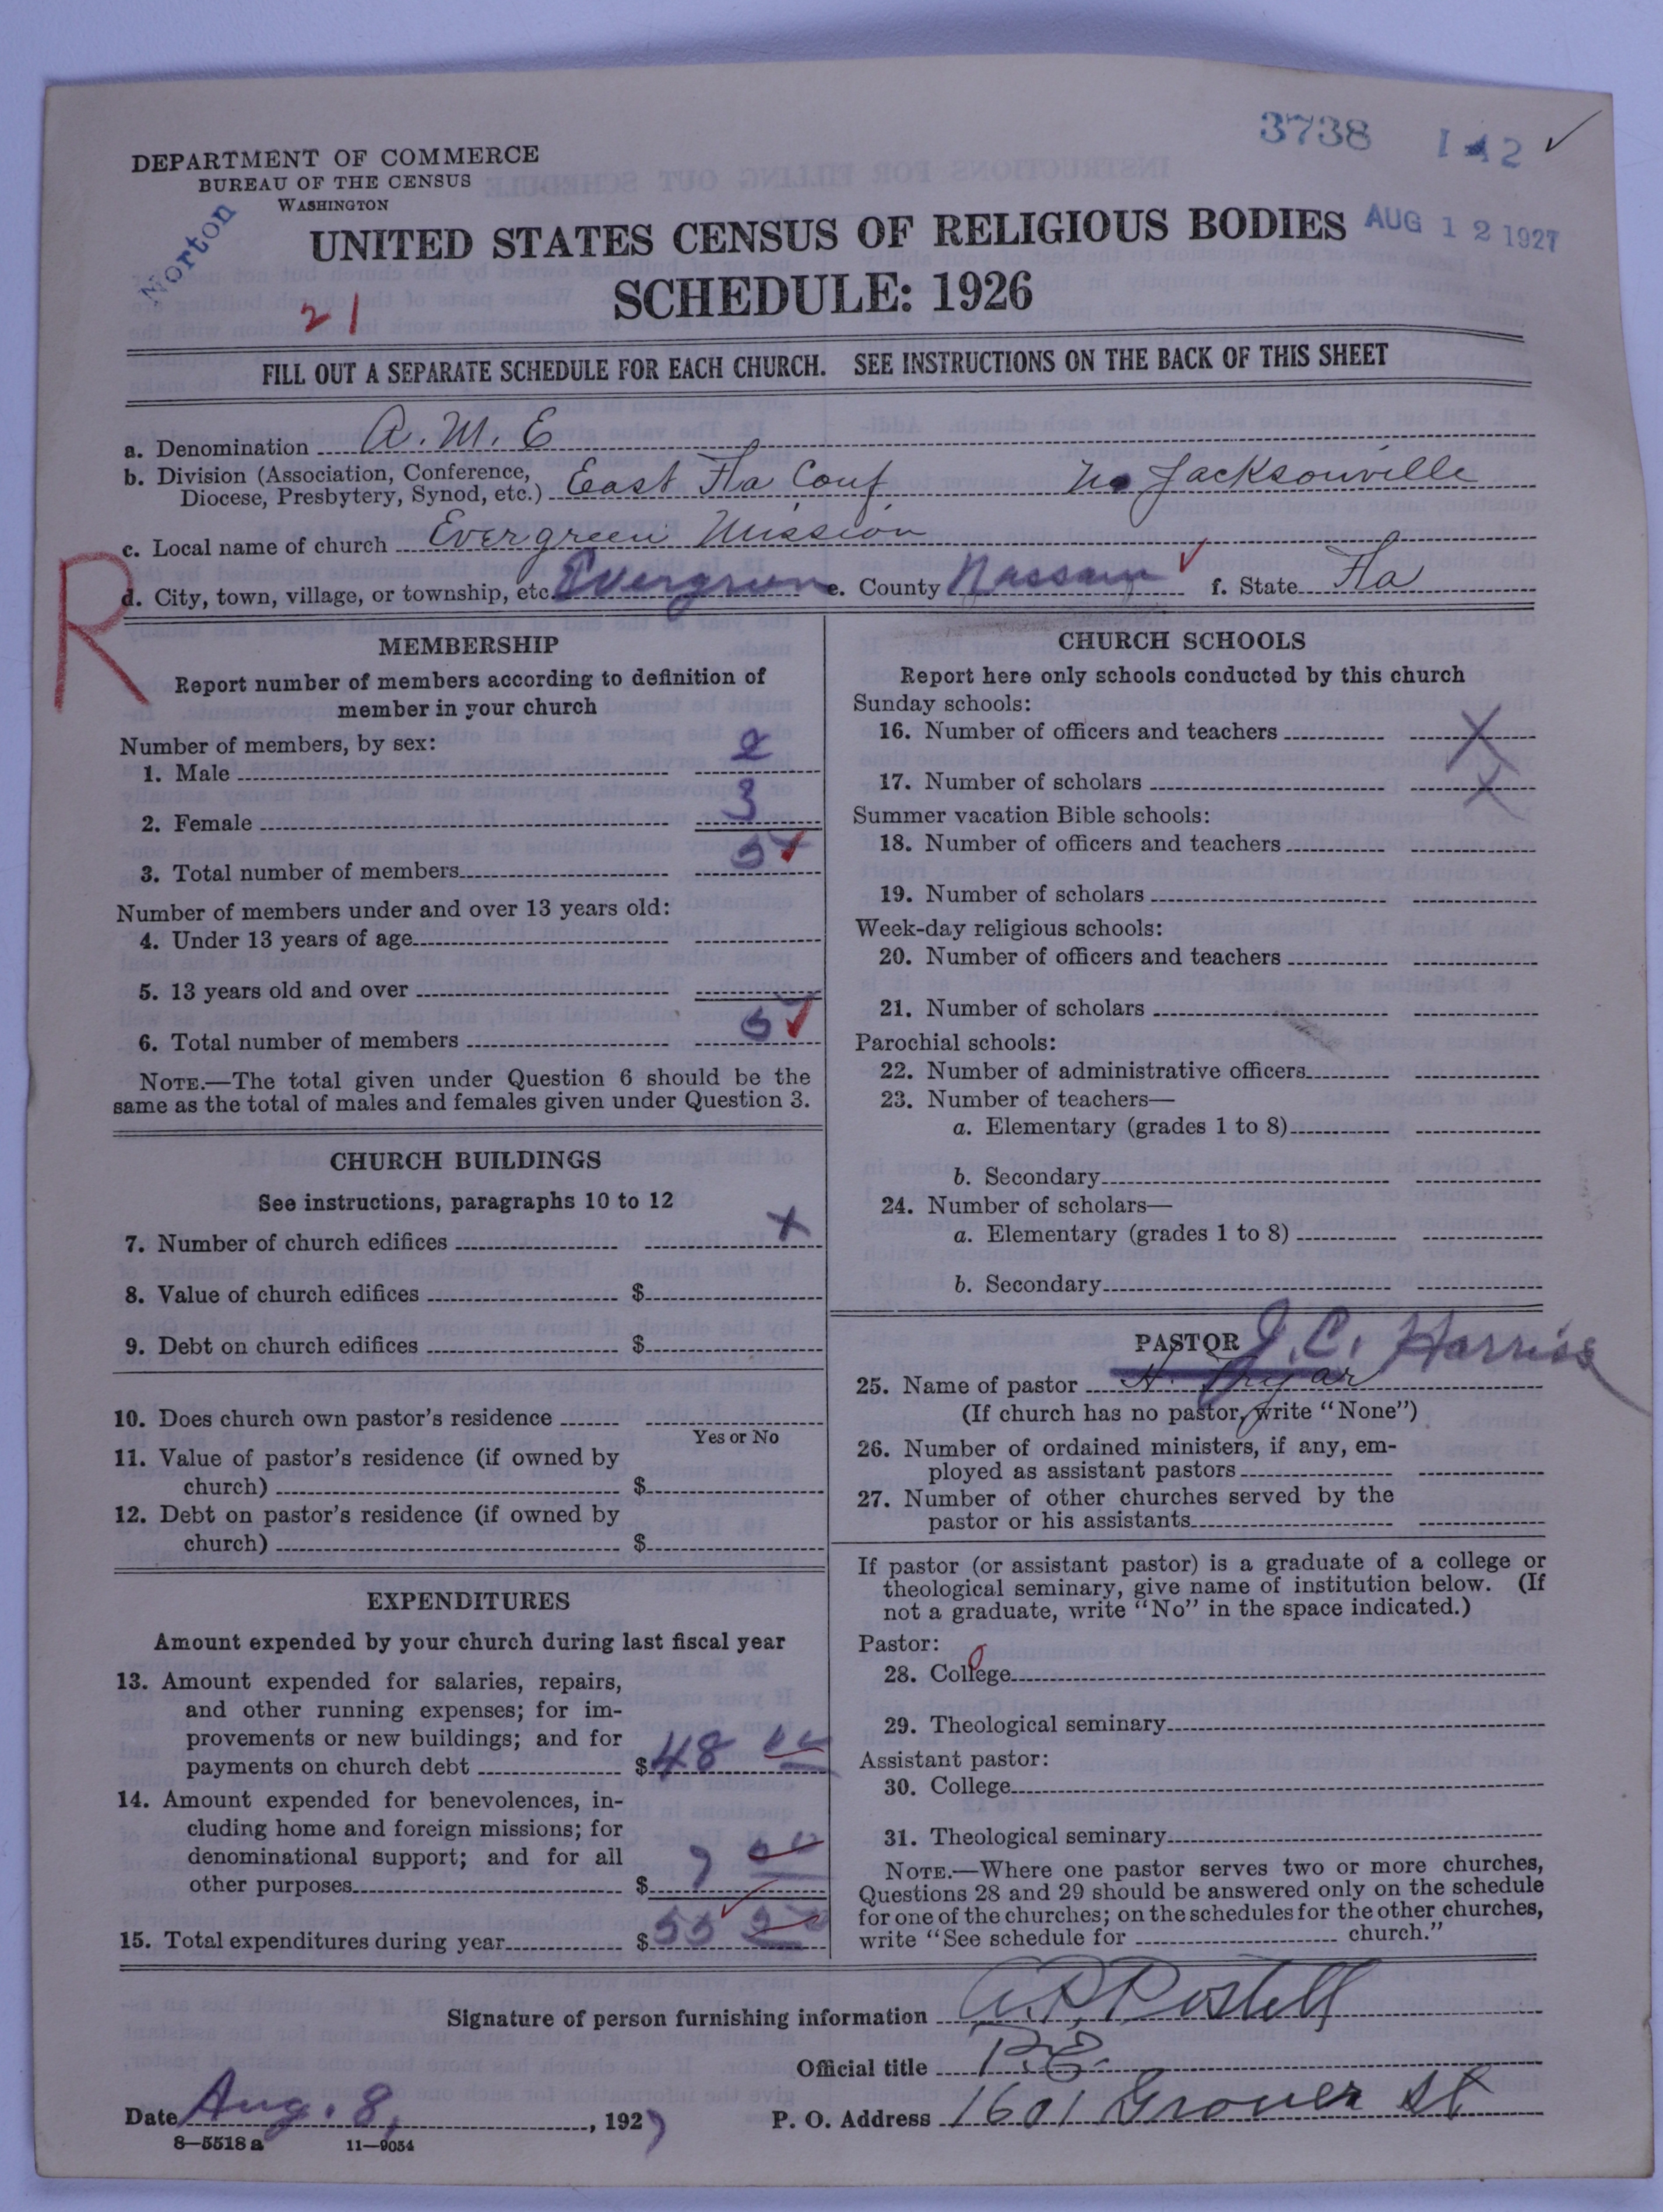 3738 1-12 ✓
DEPARTMENT OF COMMERCE
BUREAU OF THE CENSUS
WASHINGTON
Norton
AUG 12 1927
UNITED STATES CENSUS OF RELIGIOUS BODIES
SCHEDULE: 1926
21
FILL OUT A SEPARATE SCHEDULE FOR EACH CHURCH. SEE INSTRUCTIONS ON THE BACK OF THIS SHEET
a. Denomination A. M. E
b. Division (Association, Conference,
Diocese, Presbytery, Synod, etc.) East Fla Conf Jacksonville
c. Local name of church Evergreen Mission
R
d. City, town, village, or township, etc Evergreen e. County Nassau ✓ f. State Fla
MEMBERSHIP
Report number of members according to definition of
member in your church
Number of members, by sex:
1. Male 2
2. Female 3
3. Total number of members 5 ✓
Number of members under and over 13 years old:
4. Under 13 years of age
5. 13 years old and over
6. Total number of members 5 ✓
NOTE.—The total given under Question 6 should be the
same as the total of males and females given under Question 3.
CHURCH BUILDINGS
See instructions, paragraphs 10 to 12
7. Number of church edifices X
8. Value of church edifices $
9. Debt on church edifices $
10. Does church own pastor's residence
Yes or No
11. Value of pastor's residence (if owned by
church) $
12. Debt on pastor's residence (if owned by
church) $
EXPENDITURES
Amount expended by your church during last fiscal year
13. Amount expended for salaries, repairs,
and other running expenses; for im-
provements or new buildings; and for
payments on church debt $48 00
14. Amount expended for benevolences, in-
cluding home and foreign missions; for
denominational support; and for all
other purposes $ 7 00
15. Total expenditures during year $55
CHURCH SCHOOLS
Report here only schools conducted by this church
Sunday schools:
16. Number of officers and teachers X
17. Number of scholars X
Summer vacation Bible schools:
18. Number of officers and teachers
19. Number of scholars
Week-day religious schools:
20. Number of officers and teachers
21. Number of scholars
Parochial schools:
22. Number of administrative officers
23. Number of teachers—
a. Elementary (grades 1 to 8)
b. Secondary
24. Number of scholars—
a. Elementary (grades 1 to 8)
b. Secondary
PASTOR J. C. Harriss
25. Name of pastor H.
(If church has no pastor, write "None")
26. Number of ordained ministers, if any, em-
ployed as assistant pastors
27. Number of other churches served by the
pastor or his assistants
If pastor (or assistant pastor) is a graduate of a college or
theological seminary, give name of institution below. (If
not a graduate, write "No" in the space indicated.)
Pastor:
28. College
29. Theological seminary
Assistant pastor:
30. College
31. Theological seminary
NOTE.—Where one pastor serves two or more churches,
Questions 28 and 29 should be answered only on the schedule
for one of the churches; on the schedules for the other churches,
write "See schedule for church."
Signature of person furnishing information A. P. Postell
Official title P.E.
Date Aug. 8, , 1927 P. O. Address 1601 Grover St
8—5518 a 11—9054